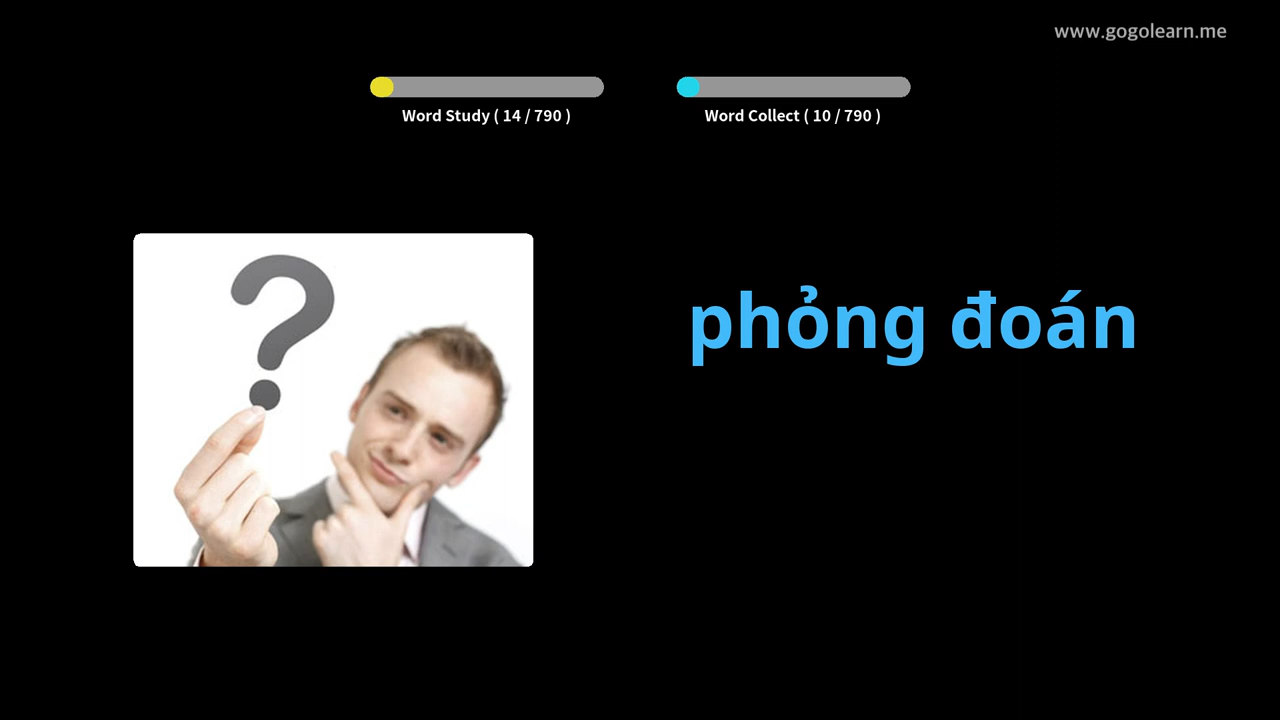 www.gogolearn.me
Word Study ( 14 / 790 )
Word Collect ( 10 / 790 )
?
phỏng đoán